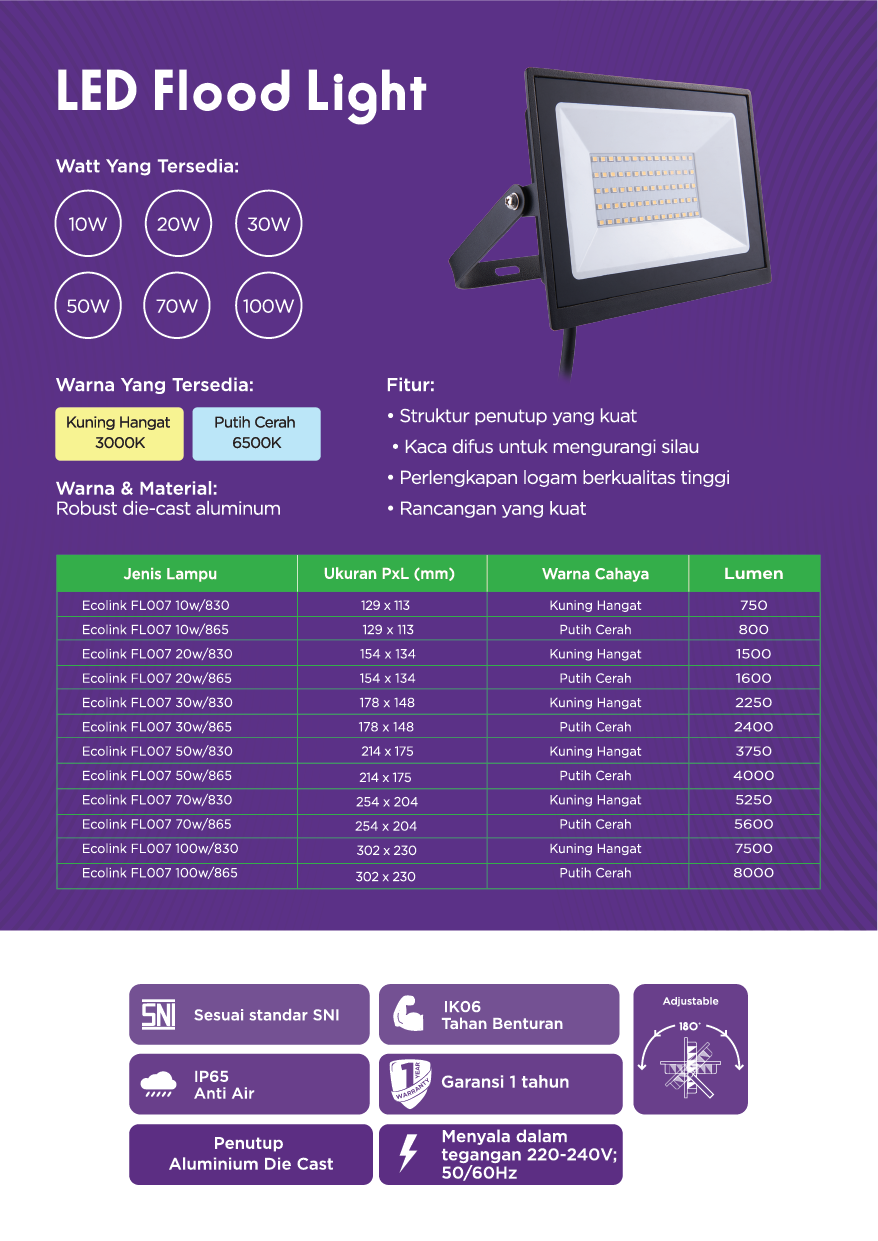 LED Flood Light
Watt Yang Tersedia:
10W 20W 30W
50W 70W 100W
Warna Yang Tersedia:
Kuning Hangat
3000K
Putih Cerah
6500K
Warna & Material:
Robust die-cast aluminum
Fitur:
• Struktur penutup yang kuat
• Kaca difus untuk mengurangi silau
• Perlengkapan logam berkualitas tinggi
• Rancangan yang kuat
Jenis Lampu Ukuran PxL (mm) Warna Cahaya Lumen
Ecolink FL007 10w/830 129 x 113 Kuning Hangat 750
Ecolink FL007 10w/865 129 x 113 Putih Cerah 800
Ecolink FL007 20w/830 154 x 134 Kuning Hangat 1500
Ecolink FL007 20w/865 154 x 134 Putih Cerah 1600
Ecolink FL007 30w/830 178 x 148 Kuning Hangat 2250
Ecolink FL007 30w/865 178 x 148 Putih Cerah 2400
Ecolink FL007 50w/830 214 x 175 Kuning Hangat 3750
Ecolink FL007 50w/865 214 x 175 Putih Cerah 4000
Ecolink FL007 70w/830 254 x 204 Kuning Hangat 5250
Ecolink FL007 70w/865 254 x 204 Putih Cerah 5600
Ecolink FL007 100w/830 302 x 230 Kuning Hangat 7500
Ecolink FL007 100w/865 302 x 230 Putih Cerah 8000
SNI Sesuai standar SNI
IK06
Tahan Benturan
Adjustable
180°
IP65
Anti Air
1 YEAR
WARRANTY
Garansi 1 tahun
Penutup
Aluminium Die Cast
Menyala dalam
tegangan 220-240V;
50/60Hz